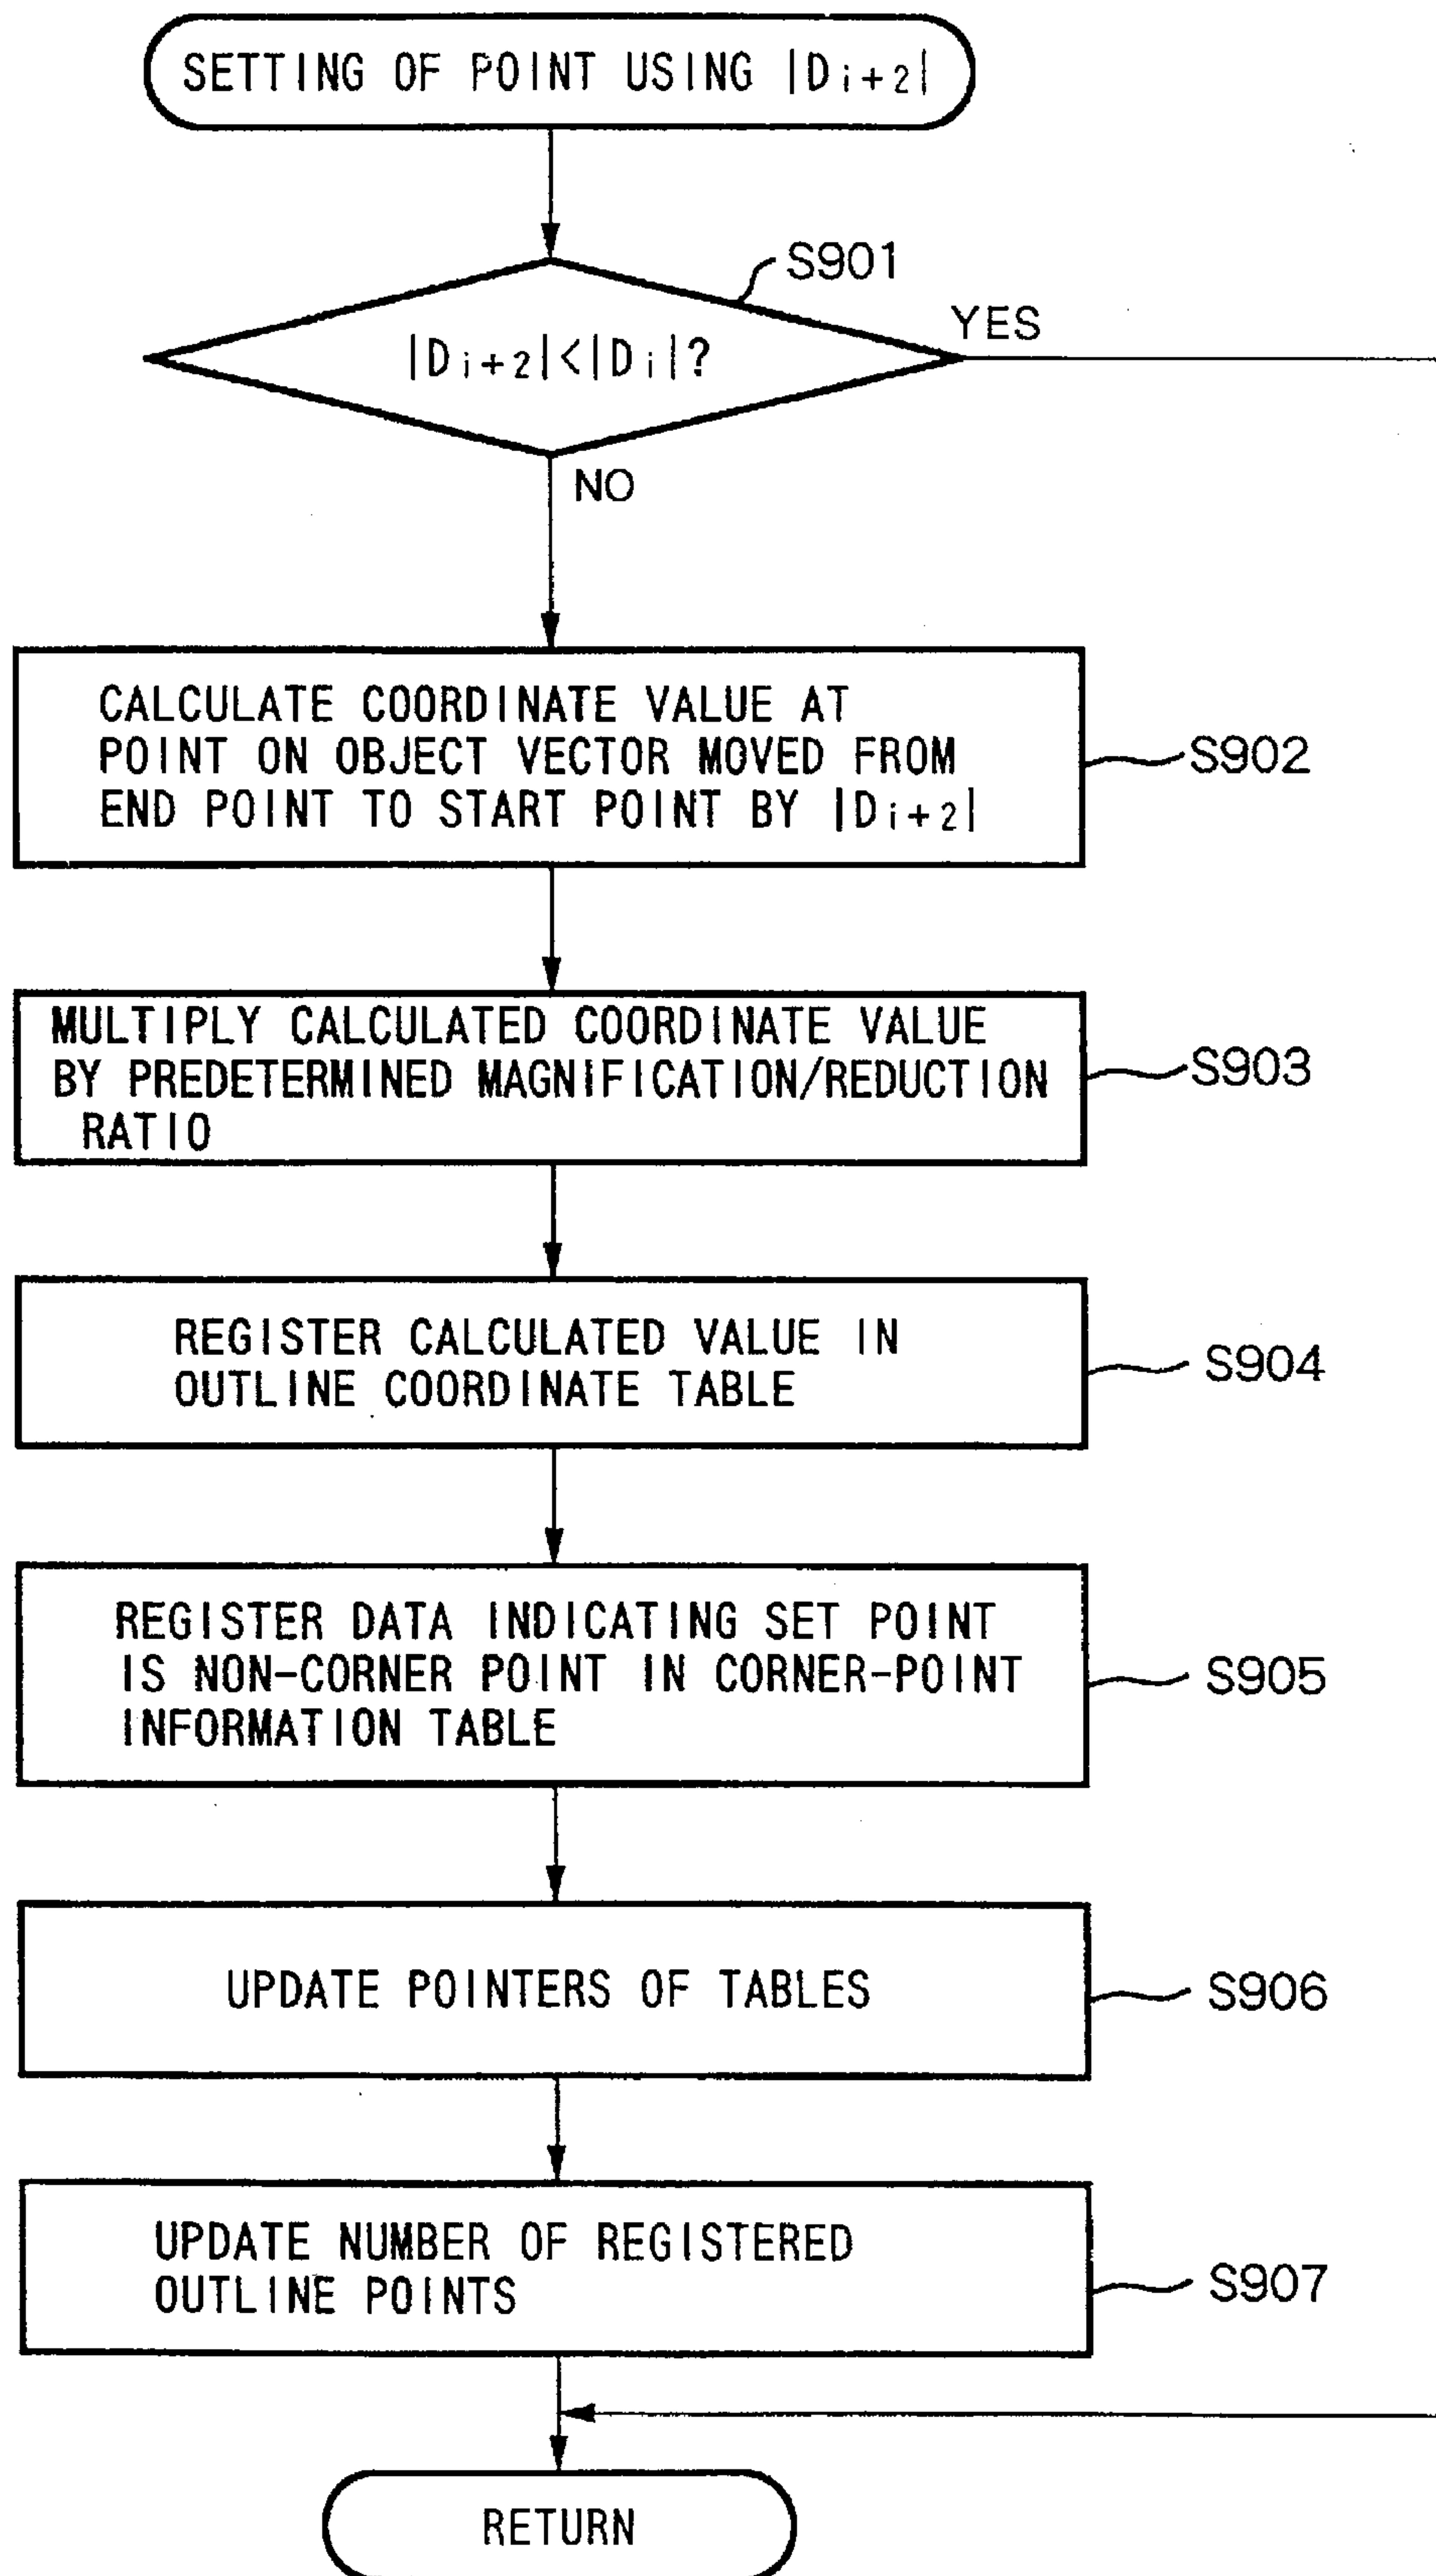 SETTING OF POINT USING |Di+2|
S901
|Di+2|<|Di|?
YES
NO
CALCULATE COORDINATE VALUE AT
POINT ON OBJECT VECTOR MOVED FROM
END POINT TO START POINT BY |Di+2|
S902
MULTIPLY CALCULATED COORDINATE VALUE
BY PREDETERMINED MAGNIFICATION/REDUCTION
RATIO
S903
REGISTER CALCULATED VALUE IN
OUTLINE COORDINATE TABLE
S904
REGISTER DATA INDICATING SET POINT
IS NON-CORNER POINT IN CORNER-POINT
INFORMATION TABLE
S905
UPDATE POINTERS OF TABLES
S906
UPDATE NUMBER OF REGISTERED
OUTLINE POINTS
S907
RETURN